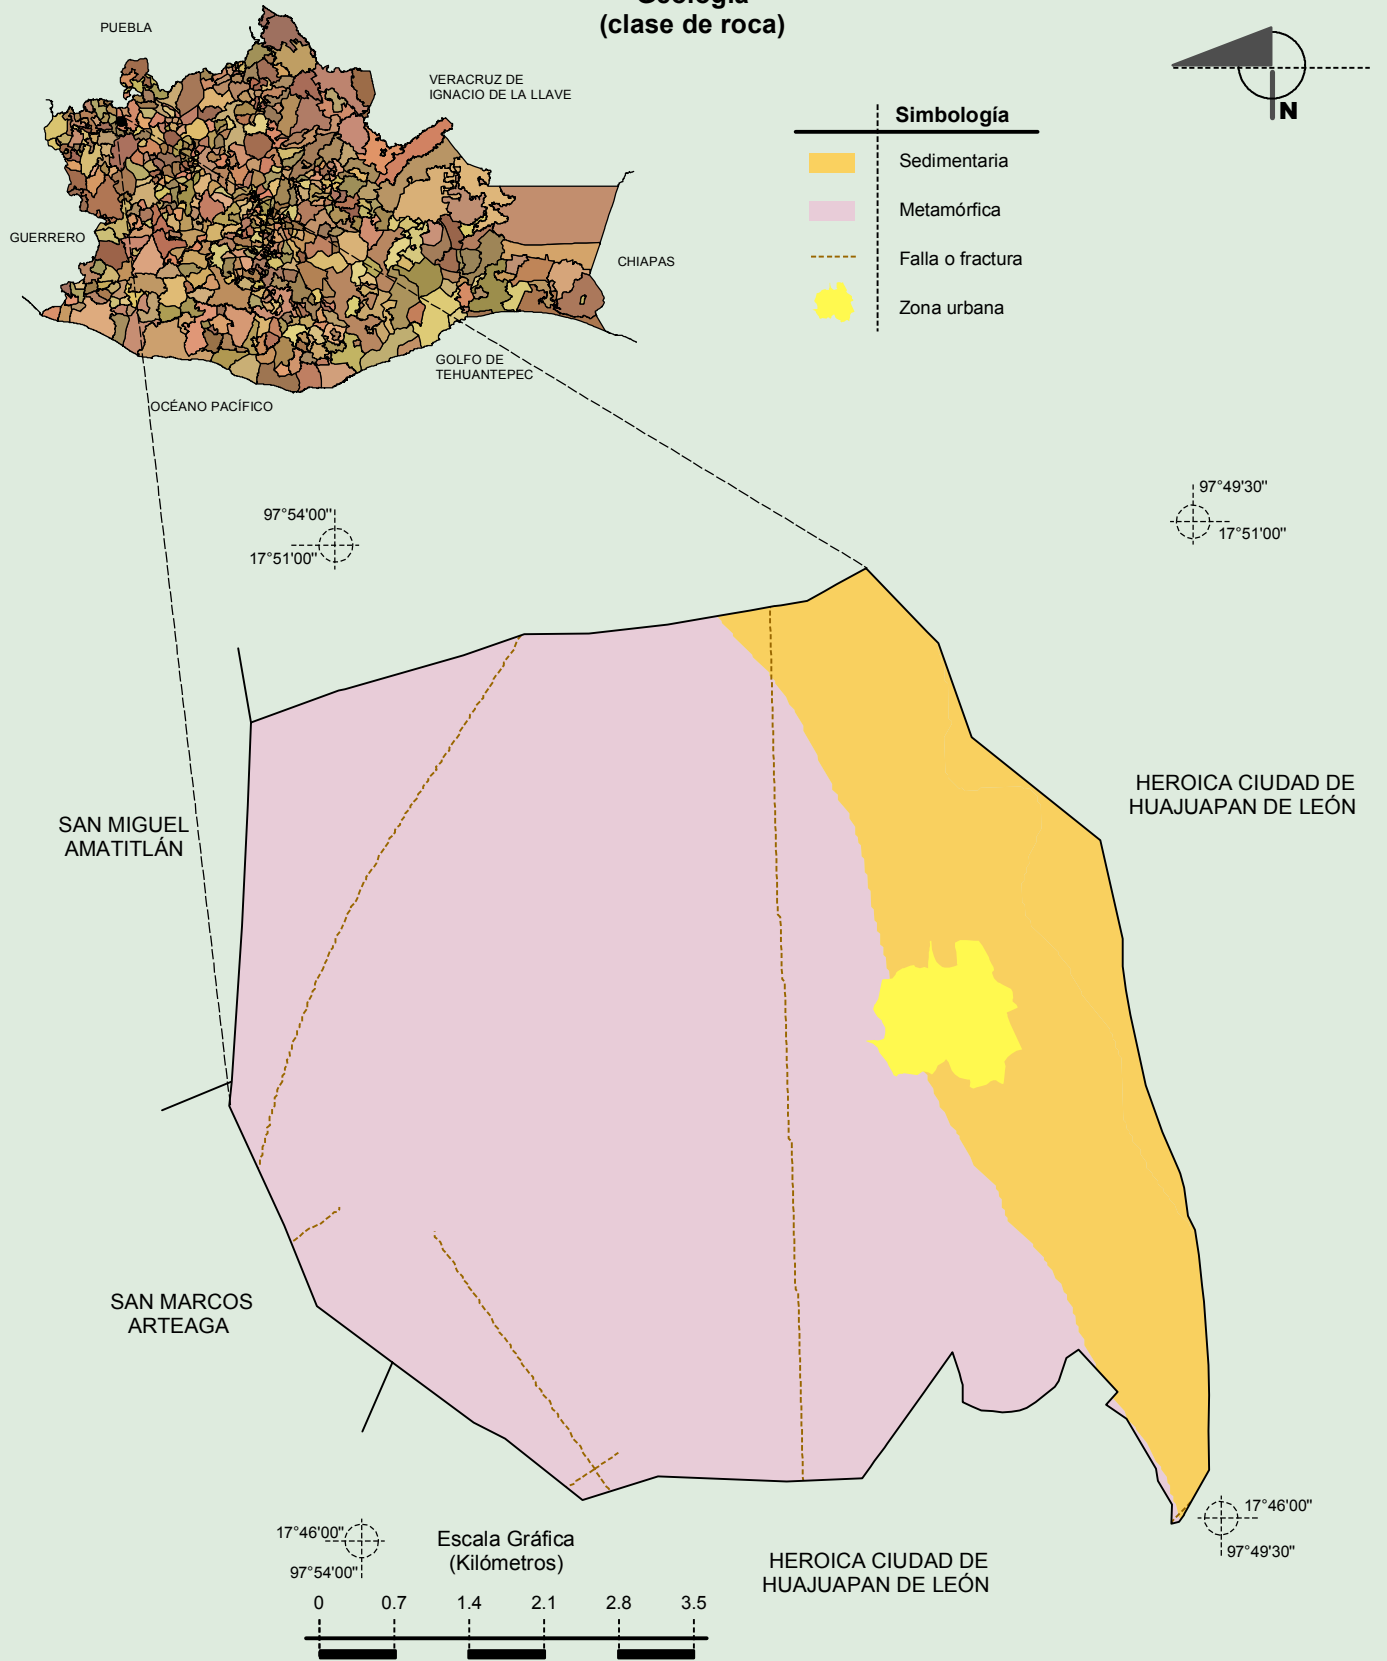 Geología
(clase de roca)
PUEBLA
VERACRUZ DE
IGNACIO DE LA LLAVE
GUERRERO
CHIAPAS
GOLFO DE
TEHUANTEPEC
OCÉANO PACÍFICO
N
Simbología
Sedimentaria
Metamórfica
Falla o fractura
Zona urbana
97°54'00"
17°51'00"
97°49'30"
17°51'00"
SAN MIGUEL
AMATITLÁN
HEROICA CIUDAD DE
HUAJUAPAN DE LEÓN
SAN MARCOS
ARTEAGA
17°46'00"
97°54'00"
17°46'00"
97°49'30"
HEROICA CIUDAD DE
HUAJUAPAN DE LEÓN
Escala Gráfica
(Kilómetros)
0 0.7 1.4 2.1 2.8 3.5